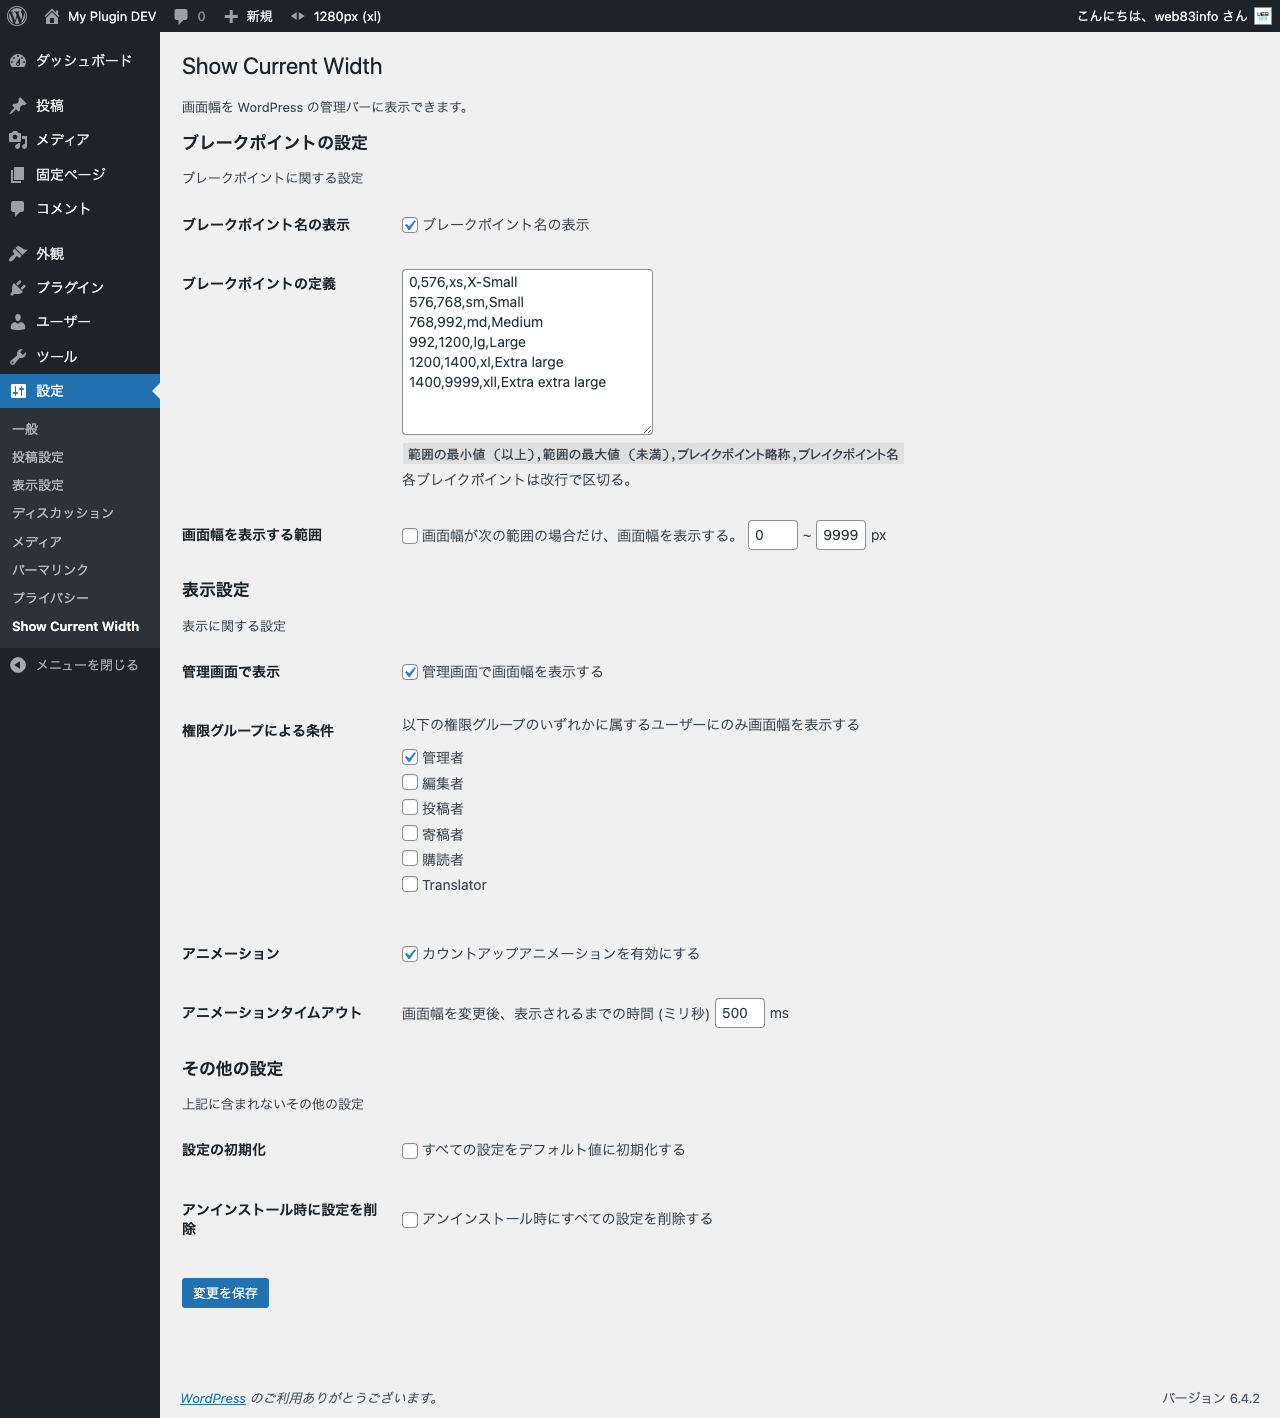 My Plugin DEV 0 新規 1280px (xl) こんにちは、web83info さん
ダッシュボード
投稿
メディア
固定ページ
コメント
外観
プラグイン
ユーザー
ツール
設定
一般
投稿設定
表示設定
ディスカッション
メディア
パーマリンク
プライバシー
Show Current Width
メニューを閉じる
Show Current Width
画面幅を WordPress の管理バーに表示できます。
ブレークポイントの設定
ブレークポイントに関する設定
ブレークポイント名の表示 ブレークポイント名の表示
ブレークポイントの定義
0,576,xs,X-Small
576,768,sm,Small
768,992,md,Medium
992,1200,lg,Large
1200,1400,xl,Extra large
1400,9999,xll,Extra extra large
範囲の最小値 (以上),範囲の最大値 (未満),ブレイクポイント略称,ブレイクポイント名
各ブレイクポイントは改行で区切る。
画面幅を表示する範囲 画面幅が次の範囲の場合だけ、画面幅を表示する。 0 ~ 9999 px
表示設定
表示に関する設定
管理画面で表示 管理画面で画面幅を表示する
権限グループによる条件 以下の権限グループのいずれかに属するユーザーにのみ画面幅を表示する
管理者
編集者
投稿者
寄稿者
購読者
Translator
アニメーション カウントアップアニメーションを有効にする
アニメーションタイムアウト 画面幅を変更後、表示されるまでの時間 (ミリ秒) 500 ms
その他の設定
上記に含まれないその他の設定
設定の初期化 すべての設定をデフォルト値に初期化する
アンインストール時に設定を削
除
アンインストール時にすべての設定を削除する
変更を保存
WordPress のご利用ありがとうございます。 バージョン 6.4.2